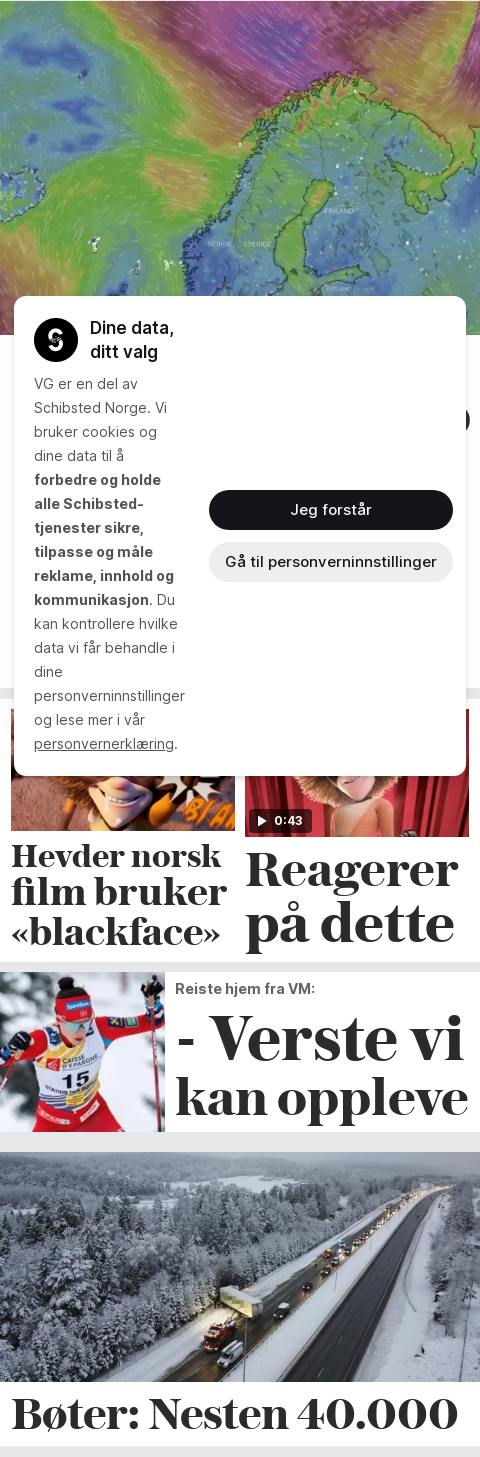 FINLAND
NORGE
SVERIGE
ESTLAND
Dine data,
ditt valg
VG er en del av
Schibsted Norge. Vi
bruker cookies og
dine data til å
forbedre og holde
alle Schibsted-
tjenester sikre,
tilpasse og måle
reklame, innhold og
kommunikasjon. Du
kan kontrollere hvilke
data vi får behandle i
dine
personverninnstillinger
og lese mer i vår
personvernerklæring.
Jeg forstår
Gå til personverninnstillinger
0:43
Hevder norsk
film bruker
«blackface»
Reagerer
på dette
CAISSE
D'EPARGNE
15
Reiste hjem fra VM:
- Verste vi
kan oppleve
Bøter: Nesten 40.000